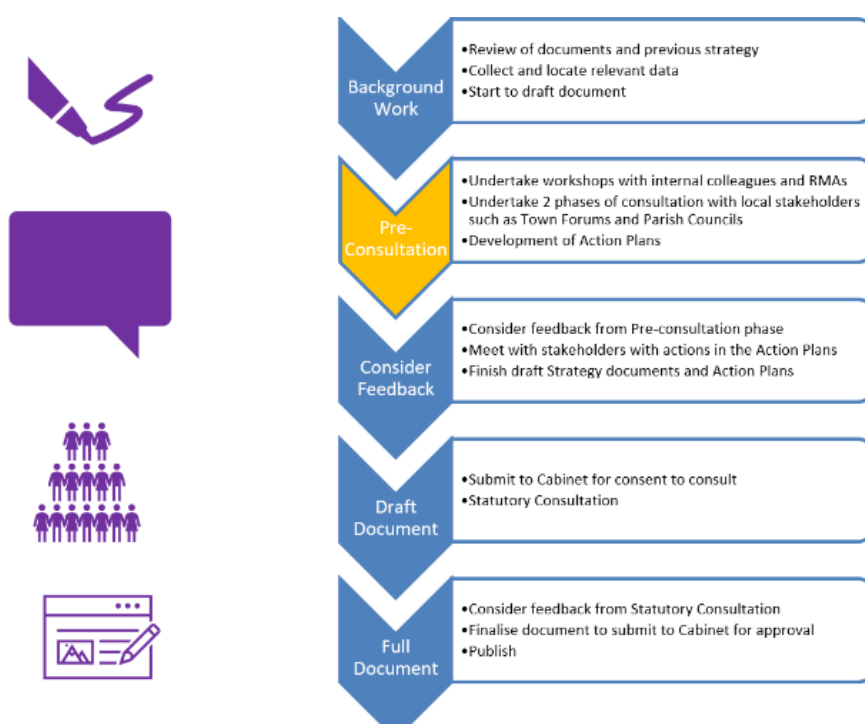 Background
Work
•Review of documents and previous strategy
•Collect and locate relevant data
•Start to draft document
Pre-
Consultation
•Undertake workshops with internal colleagues and RMAs
•Undertake 2 phases of consultation with local stakeholders
such as Town Forums and Parish Councils
•Development of Action Plans
Consider
Feedback
•Consider feedback from Pre-consultation phase
•Meet with stakeholders with actions in the Action Plans
•Finish draft Strategy documents and Action Plans
Draft
Document
•Submit to Cabinet for consent to consult
•Statutory Consultation
Full
Document
•Consider feedback from Statutory Consultation
•Finalise document to submit to Cabinet for approval
•Publish